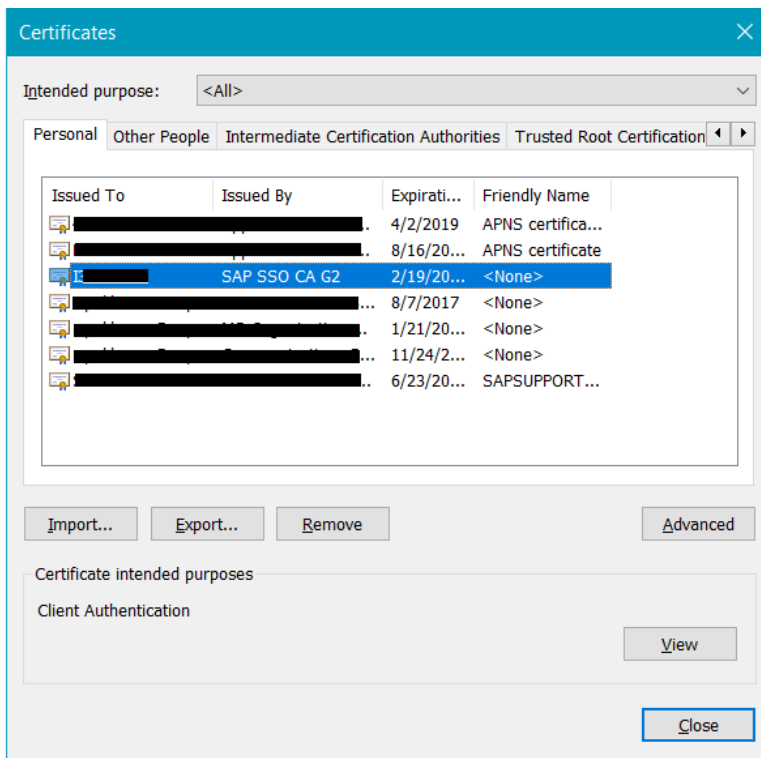 Certificates
Intended purpose: <All>
Personal Other People Intermediate Certification Authorities Trusted Root Certification
Issued To Issued By Expirati... Friendly Name
.. 4/2/2019 APNS certifica...
.. 8/16/20... APNS certificate
SAP SSO CA G2 2/19/20... <None>
... 8/7/2017 <None>
.. 1/21/20... <None>
... 11/24/2... <None>
.. 6/23/20... SAPSUPPORT...
Import... Export... Remove Advanced
Certificate intended purposes
Client Authentication
View
Close